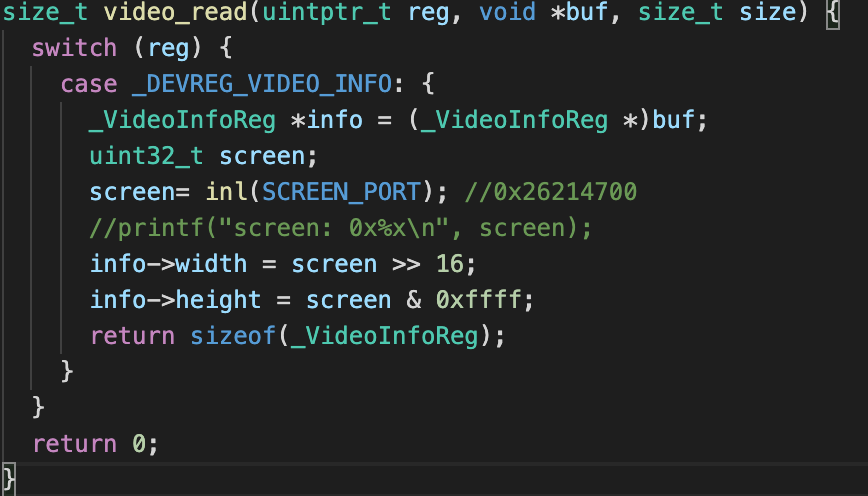 size_t video_read(uintptr_t reg, void *buf, size_t size) {
  switch (reg) {
    case _DEVREG_VIDEO_INFO: {
      _VideoInfoReg *info = (_VideoInfoReg *)buf;
      uint32_t screen;
      screen= inl(SCREEN_PORT); //0x26214700
      //printf("screen: 0x%x\n", screen);
      info->width = screen >> 16;
      info->height = screen & 0xffff;
      return sizeof(_VideoInfoReg);
    }
  }
  return 0;
}